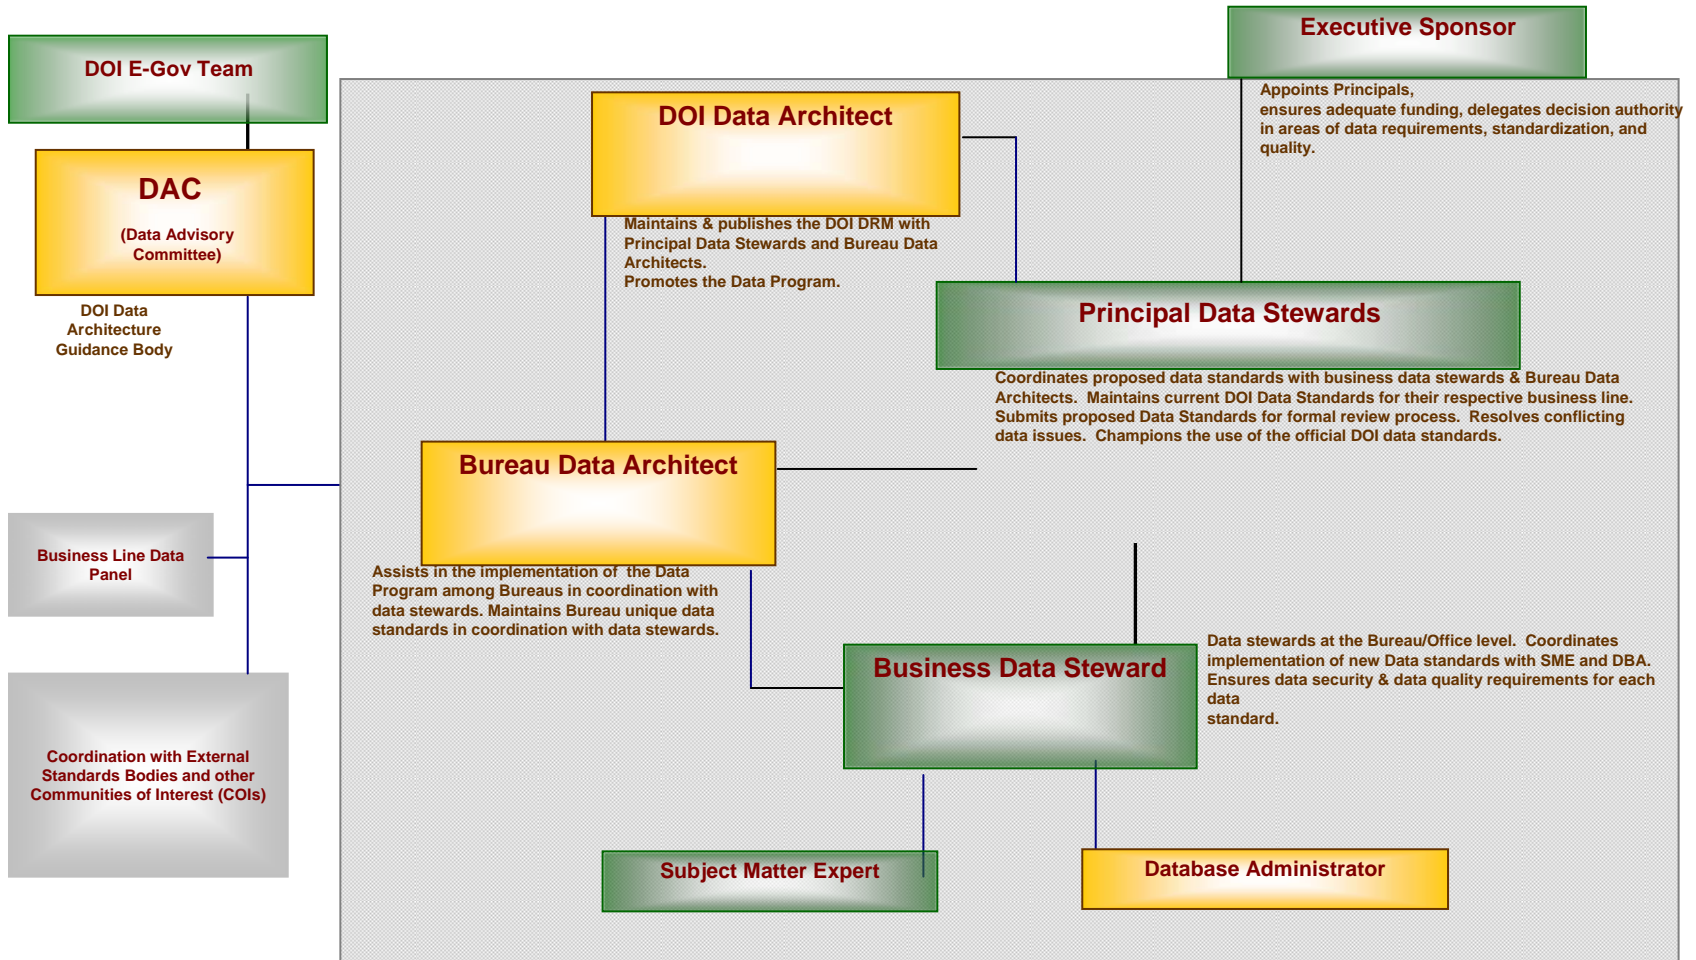 Executive Sponsor
DOI E-Gov Team
Appoints Principals,
ensures adequate funding, delegates decision authority
in areas of data requirements, standardization, and
quality.
DOI Data Architect
DAC
(Data Advisory
Committee)
Maintains & publishes the DOI DRM with
Principal Data Stewards and Bureau Data
Architects.
Promotes the Data Program.
DOI Data
Architecture
Guidance Body
Principal Data Stewards
Coordinates proposed data standards with business data stewards & Bureau Data
Architects.  Maintains current DOI Data Standards for their respective business line.
Submits proposed Data Standards for formal review process.  Resolves conflicting
data issues.  Champions the use of the official DOI data standards.
Bureau Data Architect
Business Line Data
Panel
Assists in the implementation of  the Data
Program among Bureaus in coordination with
data stewards. Maintains Bureau unique data
standards in coordination with data stewards.
Business Data Steward
Data stewards at the Bureau/Office level.  Coordinates
implementation of new Data standards with SME and DBA.
Ensures data security & data quality requirements for each
data
standard.
Coordination with External
Standards Bodies and other
Communities of Interest (COIs)
Subject Matter Expert
Database Administrator